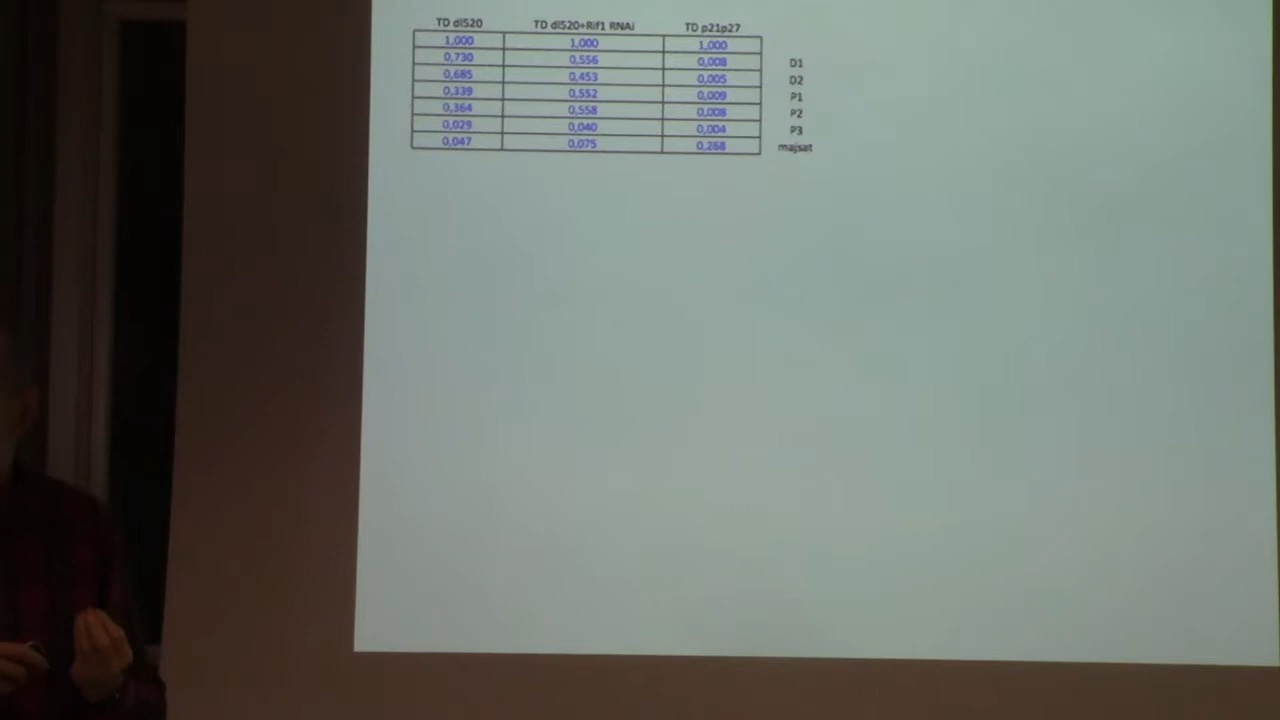 TD dl520 TD dl520+Rif1 RNAi TD p21p27
1,000 1,000 1,000
0,730 0,556 0,008 D1
0,685 0,453 0,005 D2
0,339 0,552 0,009 P1
0,364 0,558 0,008 P2
0,029 0,040 0,004 P3
0,047 0,075 0,268 majsat